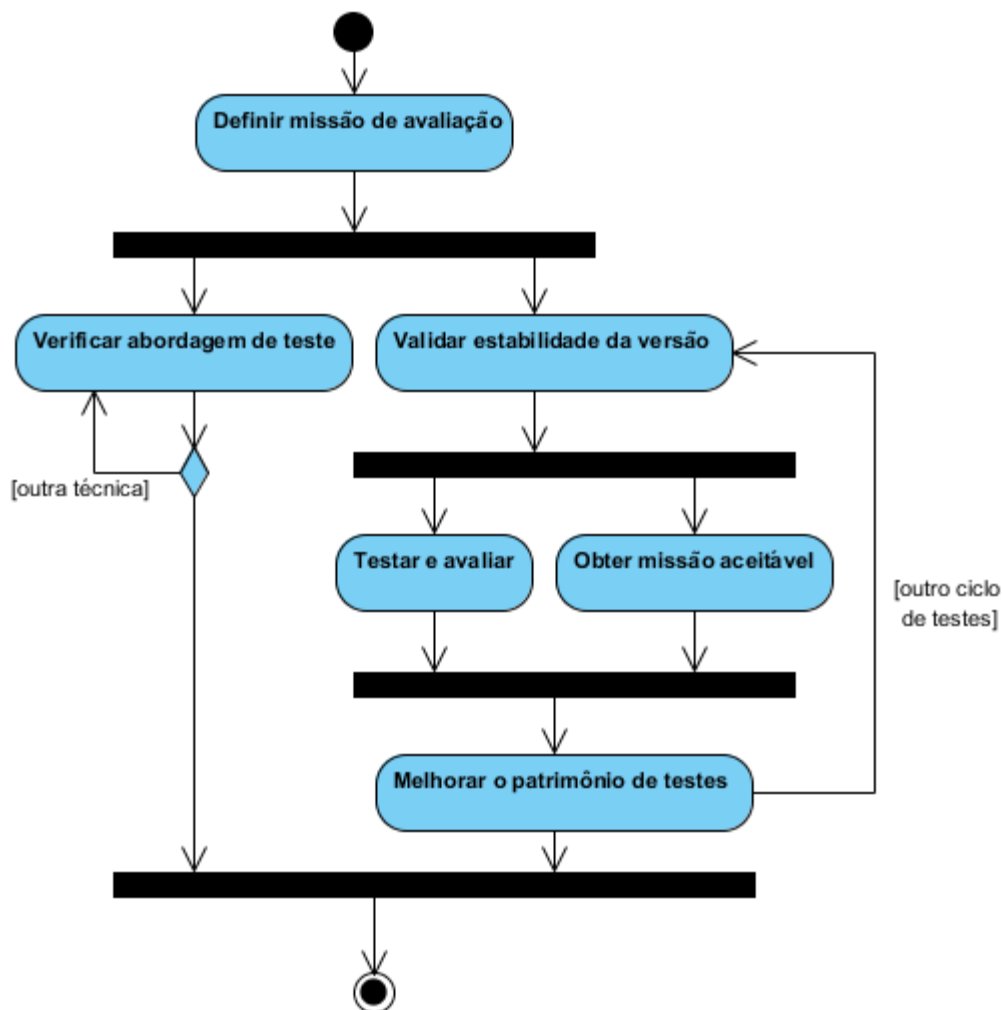 Definir missão de avaliação
Verificar abordagem de teste
Validar estabilidade da versão
[outra técnica]
Testar e avaliar
Obter missão aceitável
[outro ciclo
de testes]
Melhorar o patrimônio de testes